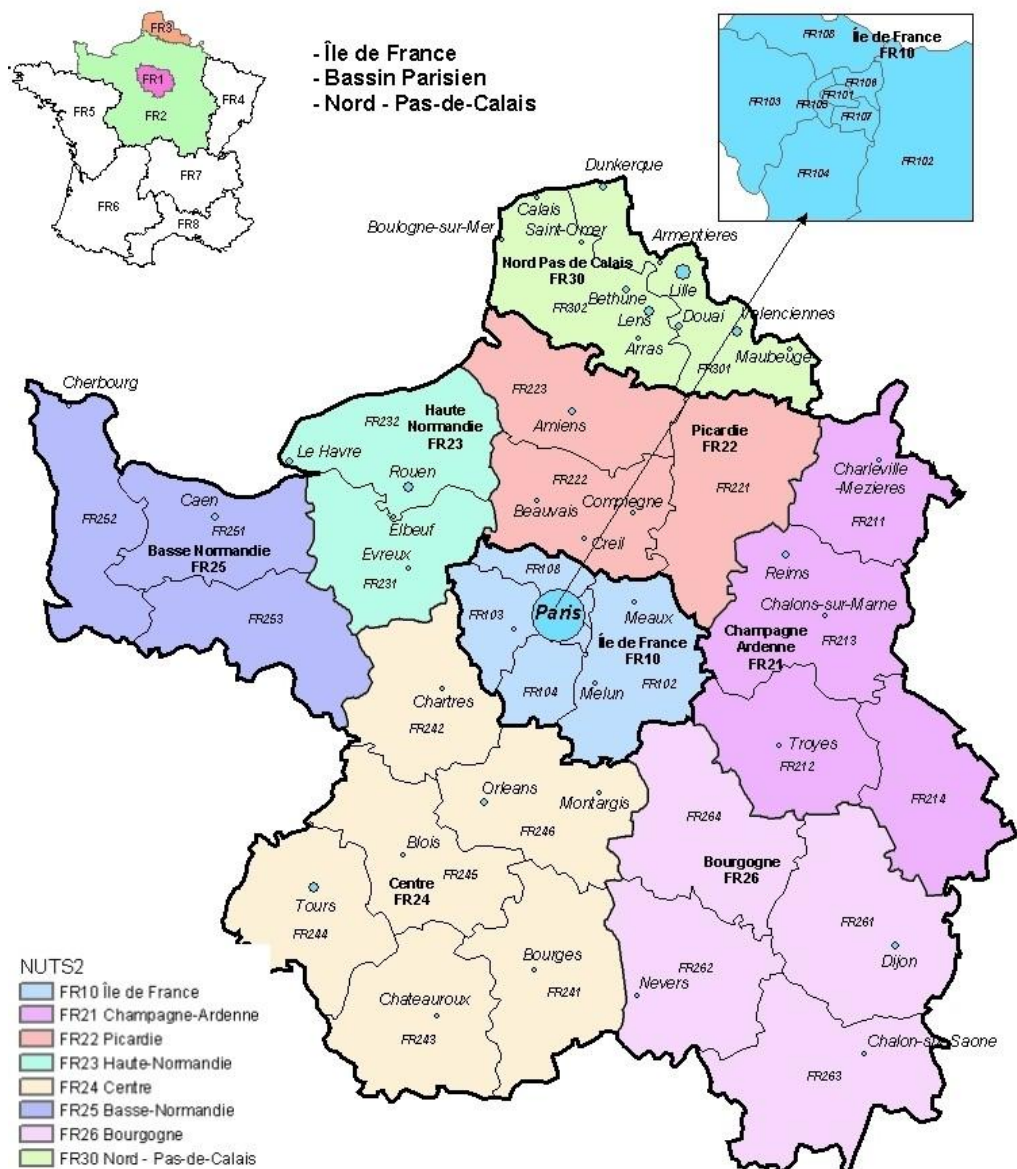 FR3
FR1
FR5
FR4
FR2
FR7
FR6
FR8
- Île de France
- Bassin Parisien
- Nord - Pas-de-Calais
FR108
Île de France
FR10
FR106
FR101
FR103
FR105
FR107
FR104
FR102
Dunkerque
Calais
Boulogne-sur-Mer
Saint-Omer
Armentieres
Nord Pas de Calais
FR30
Lille
Bethune
FR302
Lens
Douai
Valenciennes
Arras
Maubeuge
FR301
Cherbourg
FR223
Haute
Normandie
FR23
FR232
Amiens
Picardie
FR22
Le Havre
Rouen
Charleville
-Mezieres
FR222
FR221
Caen
Beauvais
Compiegne
FR252
FR251
Elbeuf
FR211
Basse Normandie
FR25
Creil
Evreux
Reims
FR231
FR108
Paris
Meaux
Chalons-sur-Marne
FR253
FR103
Île de France
FR10
Champagne
Ardenne
FR21
FR213
FR104
Melun
FR102
Chartres
FR242
Troyes
FR212
Orleans
Montargis
FR214
FR246
FR264
Blois
FR245
Bourgogne
FR26
Centre
FR24
Tours
FR244
FR261
Bourges
Dijon
FR241
FR262
Nevers
Chateauroux
FR243
Chalon-sur-Saone
FR263
NUTS2
FR10 Île de France
FR21 Champagne-Ardenne
FR22 Picardie
FR23 Haute-Normandie
FR24 Centre
FR25 Basse-Normandie
FR26 Bourgogne
FR30 Nord - Pas-de-Calais